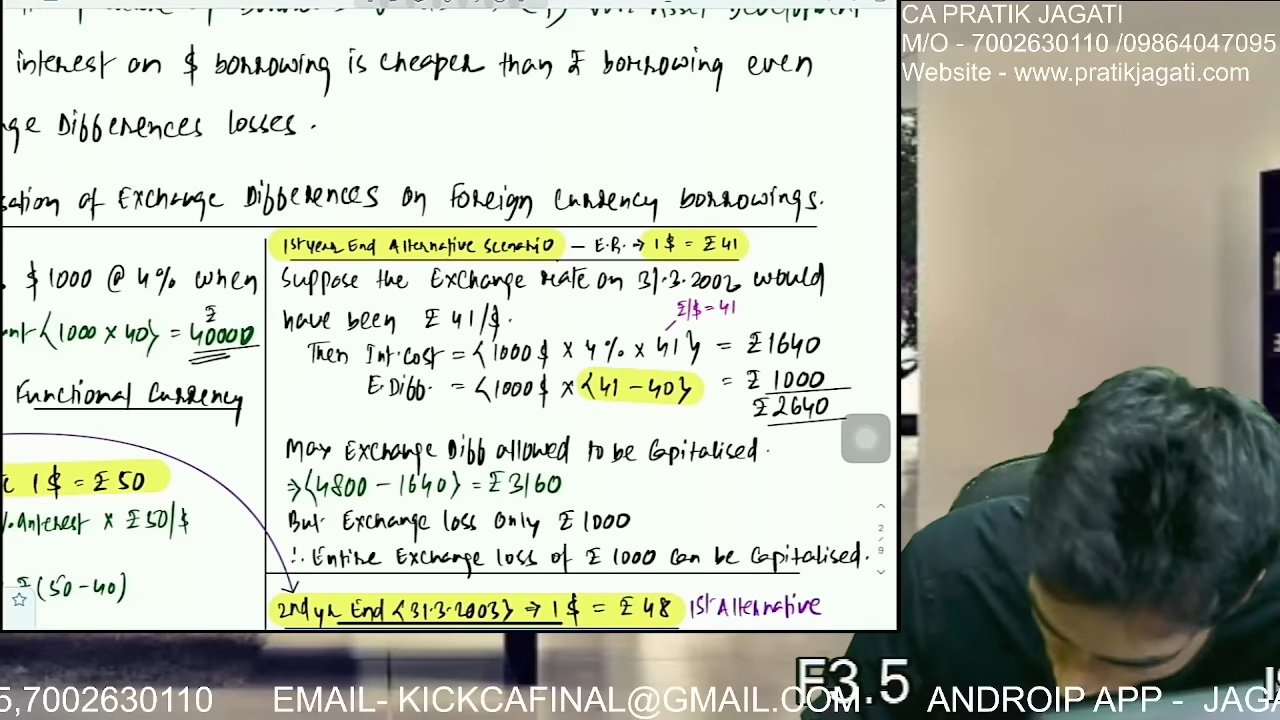 interest on $ borrowing is cheaper than ₹ borrowing even
nge Differences losses.
sation of Exchange Differences on Foreign Currency borrowings.
$1000 @ 4% when
₹
<1000 x 40> = 40000
Functional Currency
1$ = ₹50
Interest x ₹50/$
₹(50-40)
1st year End Alternative Scenario - E.R. → 1$ = ₹41
Suppose the Exchange rate on 31.3.2002 would
₹/$ = 41
have been ₹41/$.
Then Int. Cost = {1000$ x 4% x 41} = ₹1640
E.Diff. = <1000$ x {41-40} = ₹1000
₹2640
Max Exchange Diff allowed to be Capitalised.
⇒ <4800 - 1640> = ₹3160
But Exchange loss Only ₹1000
∴ Entire Exchange loss of ₹1000 can be Capitalised.
2nd yr End <31.3.2003> → 1$ = ₹48 1st Alternative
2/9
CA PRATIK JAGATI
M/O - 7002630110 /09864047095
Website - www.pratikjagati.com
F3.5
5,7002630110 EMAIL- KICKCAFINAL@GMAIL.COM ANDROIP APP - JAGA